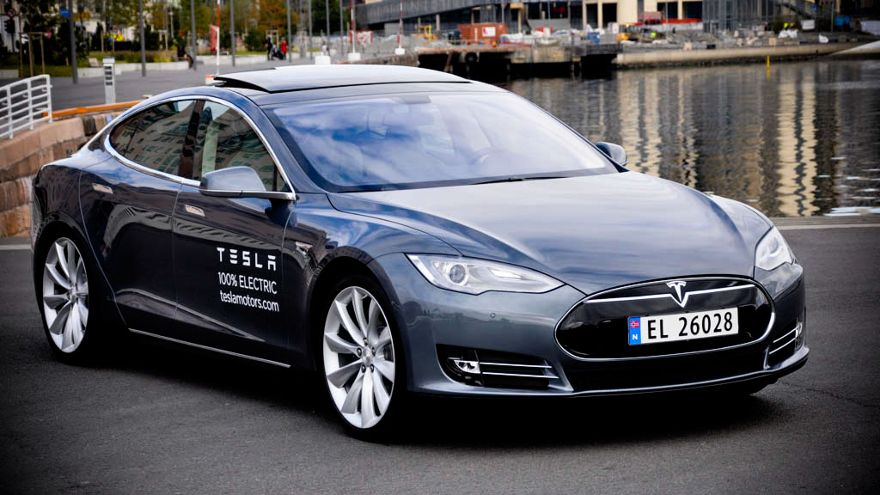 TESLA
100% ELECTRIC
teslamotors.com
N
EL 26028